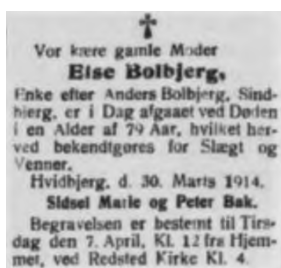 Vor kære gamle Moder
Else Bolbjerg,
Enke efter Anders Bolbjerg, Sind-
bjerg, er i Dag afgaaet ved Døden
i en Alder af 79 Aar, hvilket her-
ved bekendtgøres for Slægt og
Venner.
Hvidbjerg, d. 30. Marts 1914.
Sidsel Marie og Peter Bak.
Begravelsen er bestemt til Tirs-
dag den 7. April, Kl. 12 fra Hjem-
met, ved Redsted Kirke Kl. 4.